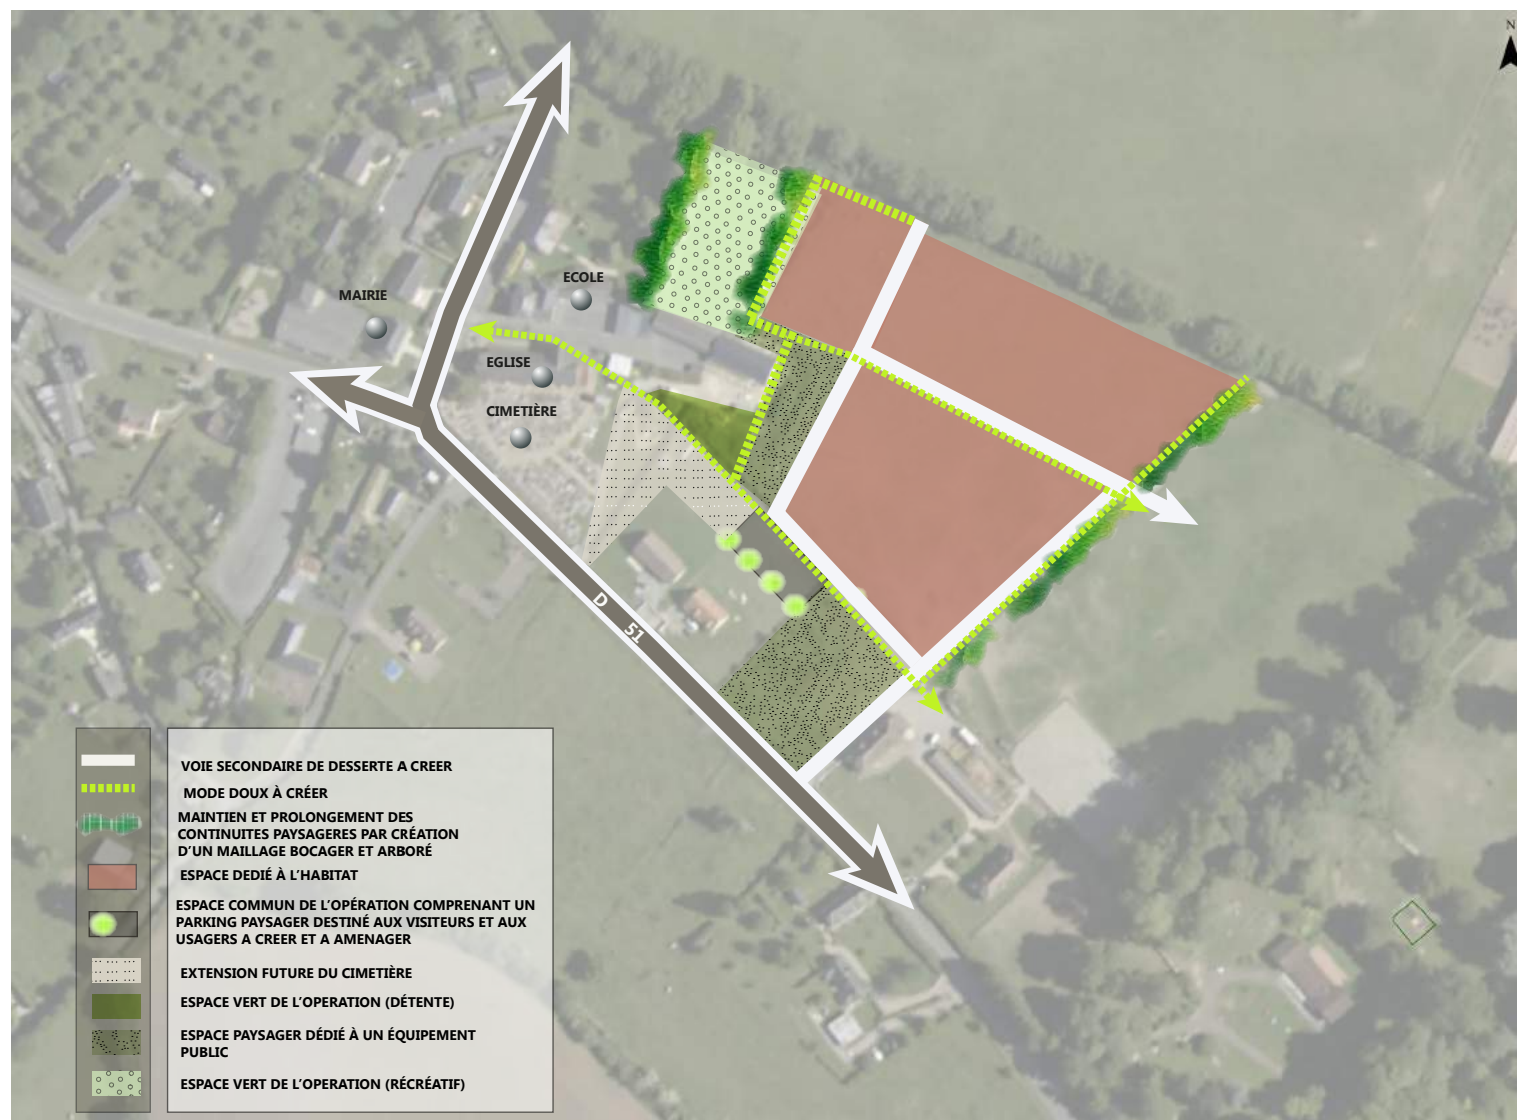 N
ECOLE
MAIRIE
EGLISE
CIMETIÈRE
D 51
VOIE SECONDAIRE DE DESSERTE A CREER
MODE DOUX À CRÉER
MAINTIEN ET PROLONGEMENT DES
CONTINUITES PAYSAGERES PAR CRÉATION
D'UN MAILLAGE BOCAGER ET ARBORÉ
ESPACE DEDIÉ À L'HABITAT
ESPACE COMMUN DE L'OPÉRATION COMPRENANT UN
PARKING PAYSAGER DESTINÉ AUX VISITEURS ET AUX
USAGERS A CREER ET A AMENAGER
EXTENSION FUTURE DU CIMETIÈRE
ESPACE VERT DE L'OPERATION (DÉTENTE)
ESPACE PAYSAGER DÉDIÉ À UN ÉQUIPEMENT
PUBLIC
ESPACE VERT DE L'OPERATION (RÉCRÉATIF)